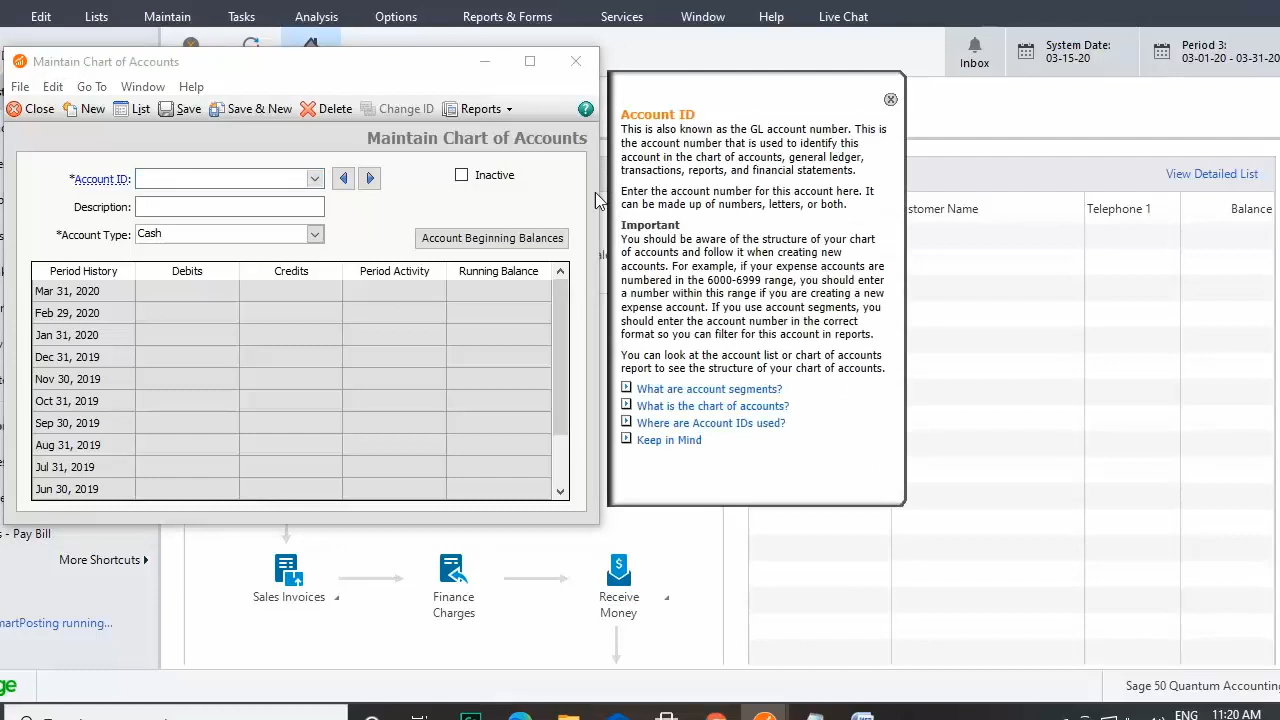 Edit Lists Maintain Tasks Analysis Options Reports & Forms Services Window Help Live Chat
Inbox
System Date:
03-15-20
Period 3:
03-01-20 - 03-31-20
Maintain Chart of Accounts
File Edit Go To Window Help
Close New List Save Save & New Delete Change ID Reports
Maintain Chart of Accounts
*Account ID:
Inactive
Description:
*Account Type: Cash
Account Beginning Balances
Period History Debits Credits Period Activity Running Balance
Mar 31, 2020
Feb 29, 2020
Jan 31, 2020
Dec 31, 2019
Nov 30, 2019
Oct 31, 2019
Sep 30, 2019
Aug 31, 2019
Jul 31, 2019
Jun 30, 2019
Account ID
This is also known as the GL account number. This is
the account number that is used to identify this
account in the chart of accounts, general ledger,
transactions, reports, and financial statements.
Enter the account number for this account here. It
can be made up of numbers, letters, or both.
Important
You should be aware of the structure of your chart
of accounts and follow it when creating new
accounts. For example, if your expense accounts are
numbered in the 6000-6999 range, you should enter
a number within this range if you are creating a new
expense account. If you use account segments, you
should enter the account number in the correct
format so you can filter for this account in reports.
You can look at the account list or chart of accounts
report to see the structure of your chart of accounts.
What are account segments?
What is the chart of accounts?
Where are Account IDs used?
Keep in Mind
View Detailed List
stomer Name Telephone 1 Balance
s - Pay Bill
More Shortcuts
martPosting running...
Sales Invoices
Finance
Charges
Receive
Money
ge
Sage 50 Quantum Accounting
ENG 11:20 AM